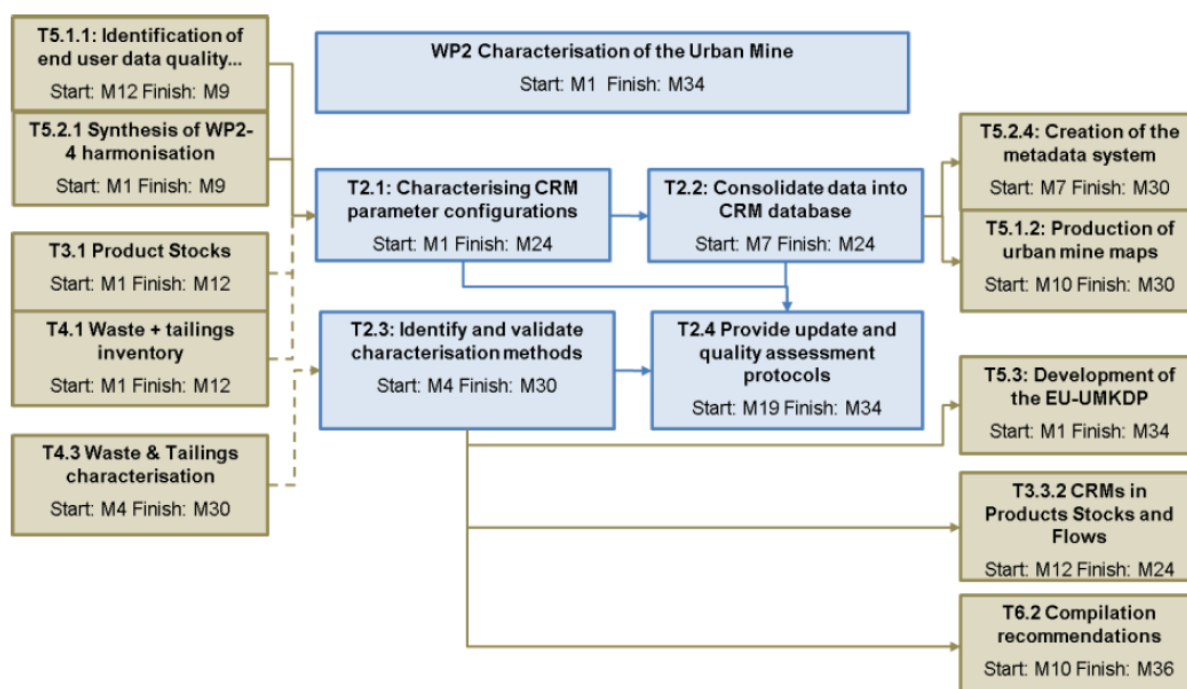 T5.1.1: Identification of
end user data quality...
Start: M12 Finish: M9
T5.2.1 Synthesis of WP2-
4 harmonisation
Start: M1 Finish: M9
T3.1 Product Stocks
Start: M1 Finish: M12
T4.1 Waste + tailings
inventory
Start: M1 Finish: M12
T4.3 Waste & Tailings
characterisation
Start: M4 Finish: M30
WP2 Characterisation of the Urban Mine
Start: M1 Finish: M34
T2.1: Characterising CRM
parameter configurations
Start: M1 Finish: M24
T2.2: Consolidate data into
CRM database
Start: M7 Finish: M24
T2.3: Identify and validate
characterisation methods
Start: M4 Finish: M30
T2.4 Provide update and
quality assessment
protocols
Start: M19 Finish: M34
T5.2.4: Creation of the
metadata system
Start: M7 Finish: M30
T5.1.2: Production of
urban mine maps
Start: M10 Finish: M30
T5.3: Development of
the EU-UMKDP
Start: M1 Finish: M34
T3.3.2 CRMs in
Products Stocks and
Flows
Start: M12 Finish: M24
T6.2 Compilation
recommendations
Start: M10 Finish: M36